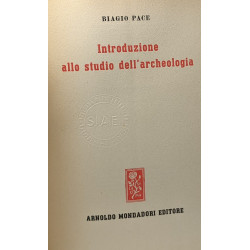 BIAGIO PACE
Introduzione
allo studio dell'archeologia
ARNOLDO MONDADORI EDITORE